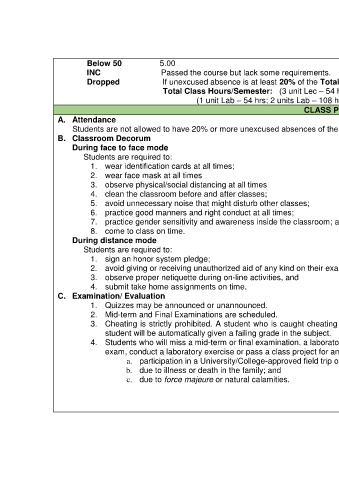 Below 50 5.00
INC Passed the course but lack some requirements.
Dropped If unexcused absence is at least 20% of the Total
Total Class Hours/Semester: (3 unit Lec – 54 h
(1 unit Lab – 54 hrs; 2 units Lab – 108 h
CLASS P
A. Attendance
Students are not allowed to have 20% or more unexcused absences of the
B. Classroom Decorum
During face to face mode
Students are required to:
1. wear identification cards at all times;
2. wear face mask at all times
3 observe physical/social distancing at all times
4. clean the classroom before and after classes;
5. avoid unnecessary noise that might disturb other classes;
6. practice good manners and right conduct at all times;
7. practice gender sensitivity and awareness inside the classroom; a
8. come to class on time.
During distance mode
Students are required to:
1. sign an honor system pledge;
2. avoid giving or receiving unauthorized aid of any kind on their exa
3. observe proper netiquette during on-line activities, and
4. submit take home assignments on time.
C. Examination/ Evaluation
1. Quizzes may be announced or unannounced.
2. Mid-term and Final Examinations are scheduled.
3. Cheating is strictly prohibited. A student who is caught cheating
student will be automatically given a failing grade in the subject.
4. Students who will miss a mid-term or final examination, a laborato
exam, conduct a laboratory exercise or pass a class project for an
a. participation in a University/College-approved field trip o
b. due to illness or death in the family; and
c. due to force majeure or natural calamities.